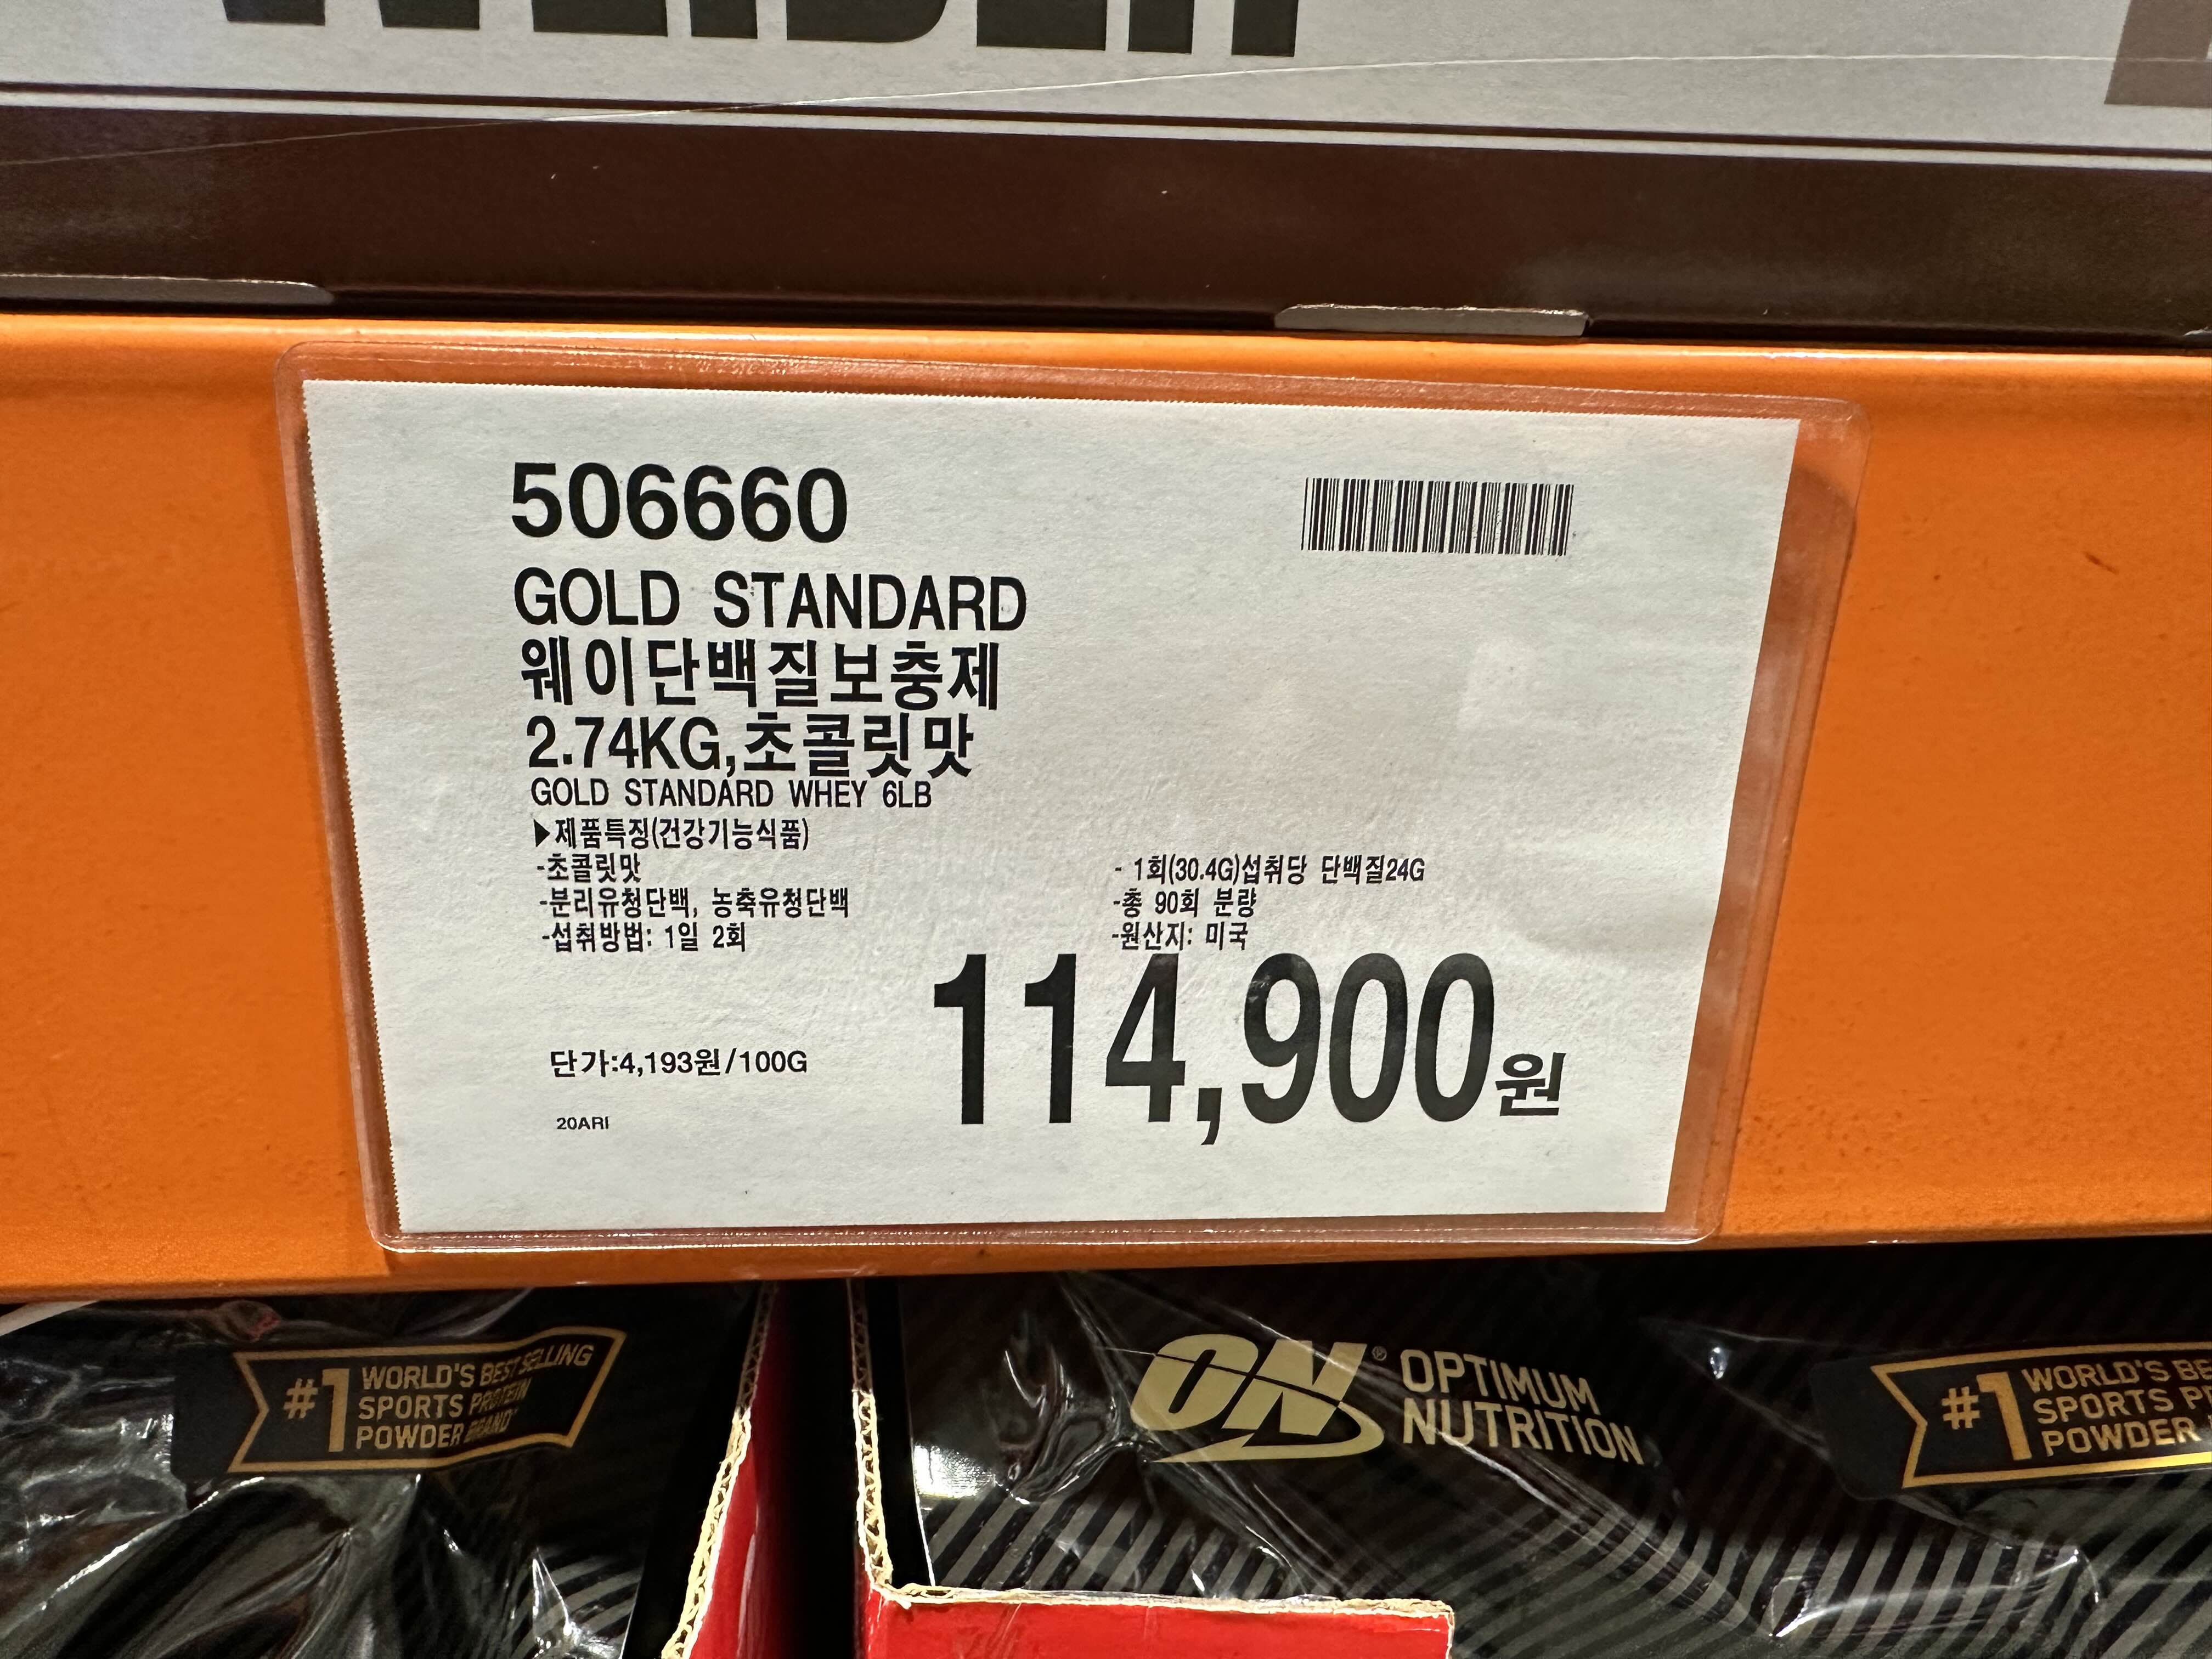 506660
GOLD STANDARD
웨이단백질보충제
2.74KG,초콜릿맛
GOLD STANDARD WHEY 6LB
▶제품특징(건강기능식품)
-초콜릿맛
-분리유청단백, 농축유청단백
-섭취방법: 1일 2회
- 1회(30.4G)섭취당 단백질24G
-총 90회 분량
-원산지: 미국
단가:4,193원/100G
114,900원
20ARI
#1 WORLD'S BEST SELLING
SPORTS PROTEIN
POWDER BRAND
ON® OPTIMUM
NUTRITION
#1 WORLD'S BE
SPORTS P
POWDER